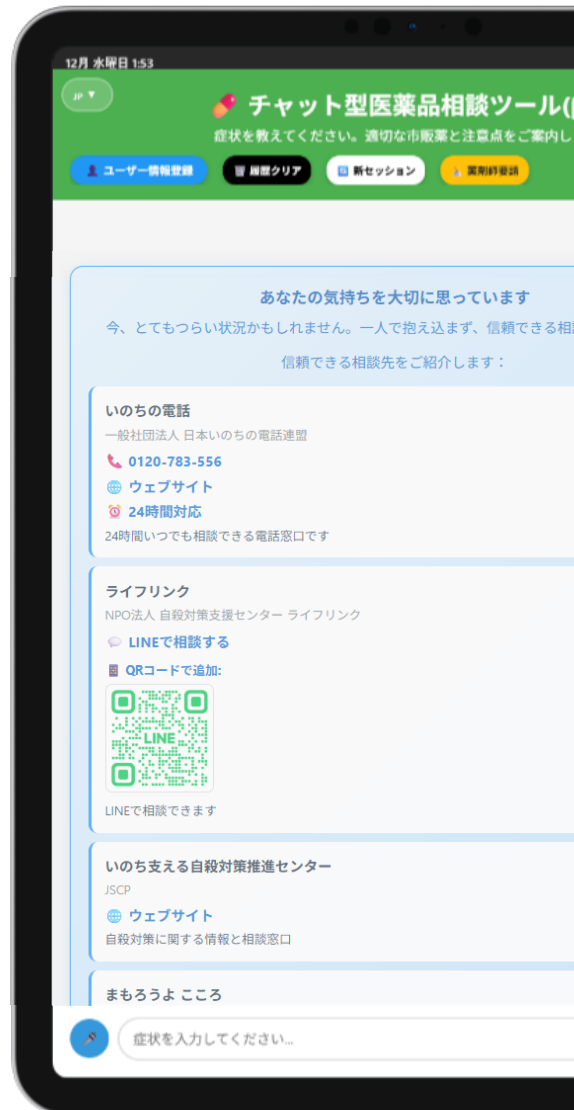 12月 水曜日 1:53
JP ▼
チャット型医薬品相談ツール(
症状を教えてください。適切な市販薬と注意点をご案内し
ユーザー情報登録
履歴クリア
新セッション
薬剤師要請
あなたの気持ちを大切に思っています
今、とてもつらい状況かもしれません。一人で抱え込まず、信頼できる相
信頼できる相談先をご紹介します：
いのちの電話
一般社団法人 日本いのちの電話連盟
0120-783-556
ウェブサイト
24時間対応
24時間いつでも相談できる電話窓口です
ライフリンク
NPO法人 自殺対策支援センター ライフリンク
LINEで相談する
QRコードで追加:
LINE
LINEで相談できます
いのち支える自殺対策推進センター
JSCP
ウェブサイト
自殺対策に関する情報と相談窓口
まもろうよ こころ
症状を入力してください...